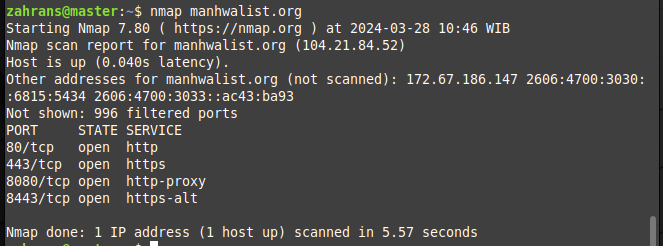 zahrans@master:~$ nmap manhwalist.org
Starting Nmap 7.80 ( https://nmap.org ) at 2024-03-28 10:46 WIB
Nmap scan report for manhwalist.org (104.21.84.52)
Host is up (0.040s latency).
Other addresses for manhwalist.org (not scanned): 172.67.186.147 2606:4700:3030:
:6815:5434 2606:4700:3033::ac43:ba93
Not shown: 996 filtered ports
PORT     STATE SERVICE
80/tcp   open  http
443/tcp  open  https
8080/tcp open  http-proxy
8443/tcp open  https-alt

Nmap done: 1 IP address (1 host up) scanned in 5.57 seconds